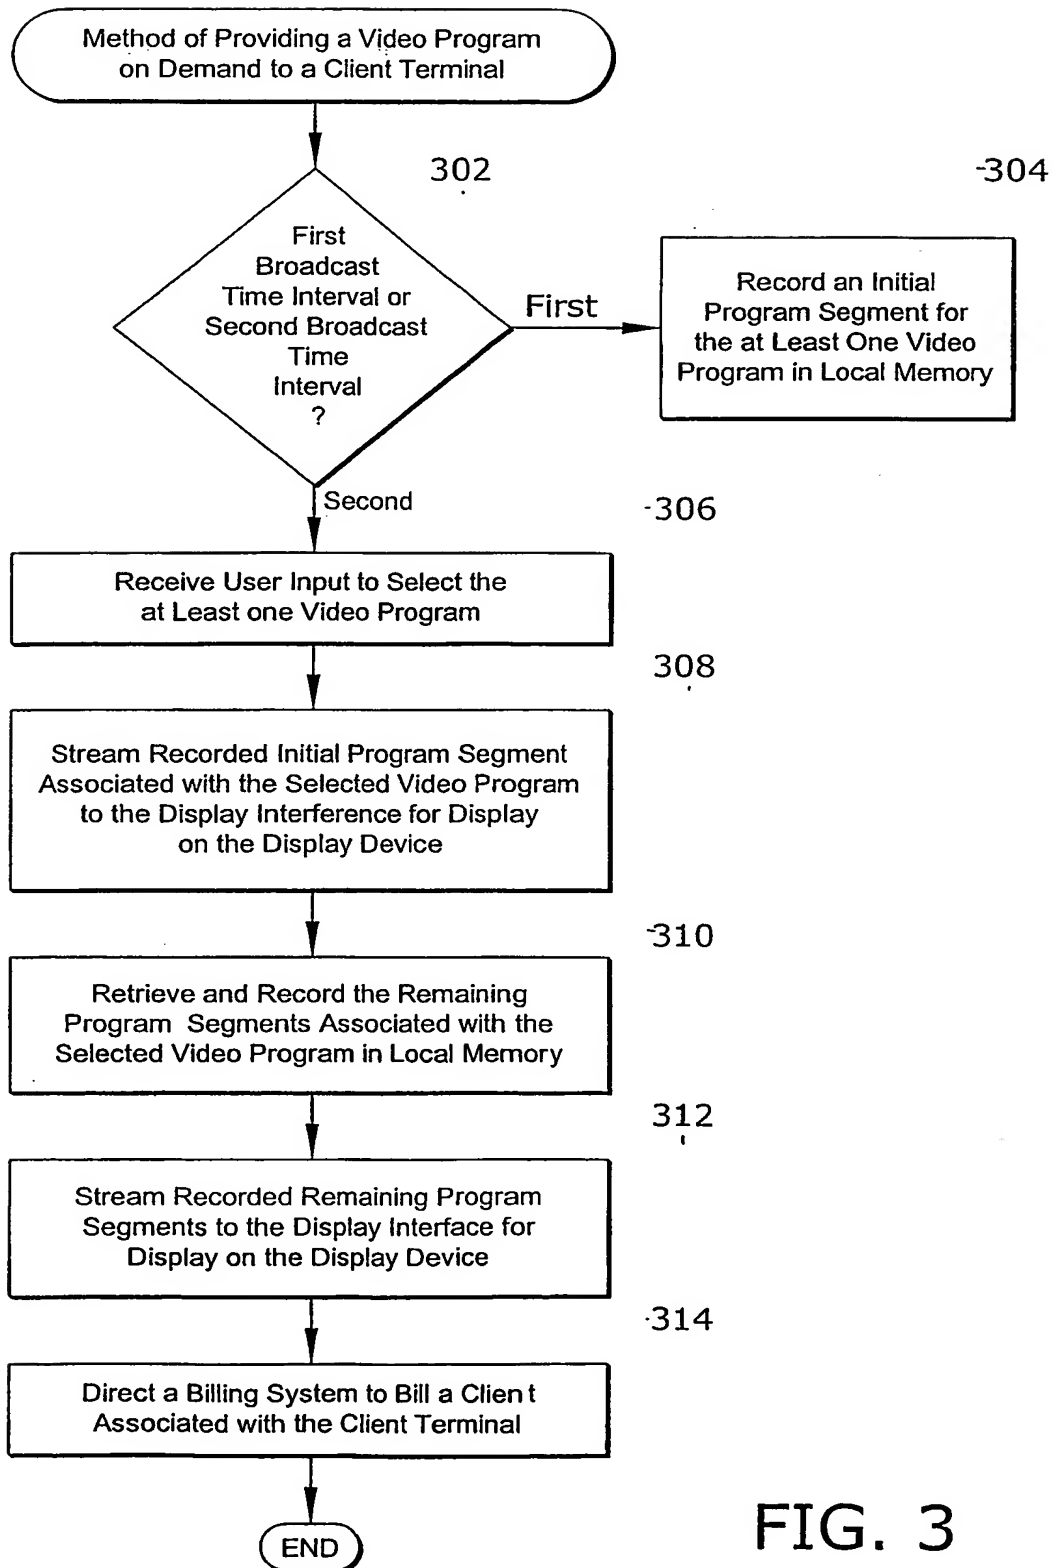 Method of Providing a Video Program
on Demand to a Client Terminal
302
-304
First
Broadcast
Time Interval or
Second Broadcast
Time
Interval
?
First
Record an Initial
Program Segment for
the at Least One Video
Program in Local Memory
Second
-306
Receive User Input to Select the
at Least one Video Program
308
Stream Recorded Initial Program Segment
Associated with the Selected Video Program
to the Display Interference for Display
on the Display Device
-310
Retrieve and Record the Remaining
Program Segments Associated with the
Selected Video Program in Local Memory
312
Stream Recorded Remaining Program
Segments to the Display Interface for
Display on the Display Device
-314
Direct a Billing System to Bill a Client
Associated with the Client Terminal
END
FIG. 3